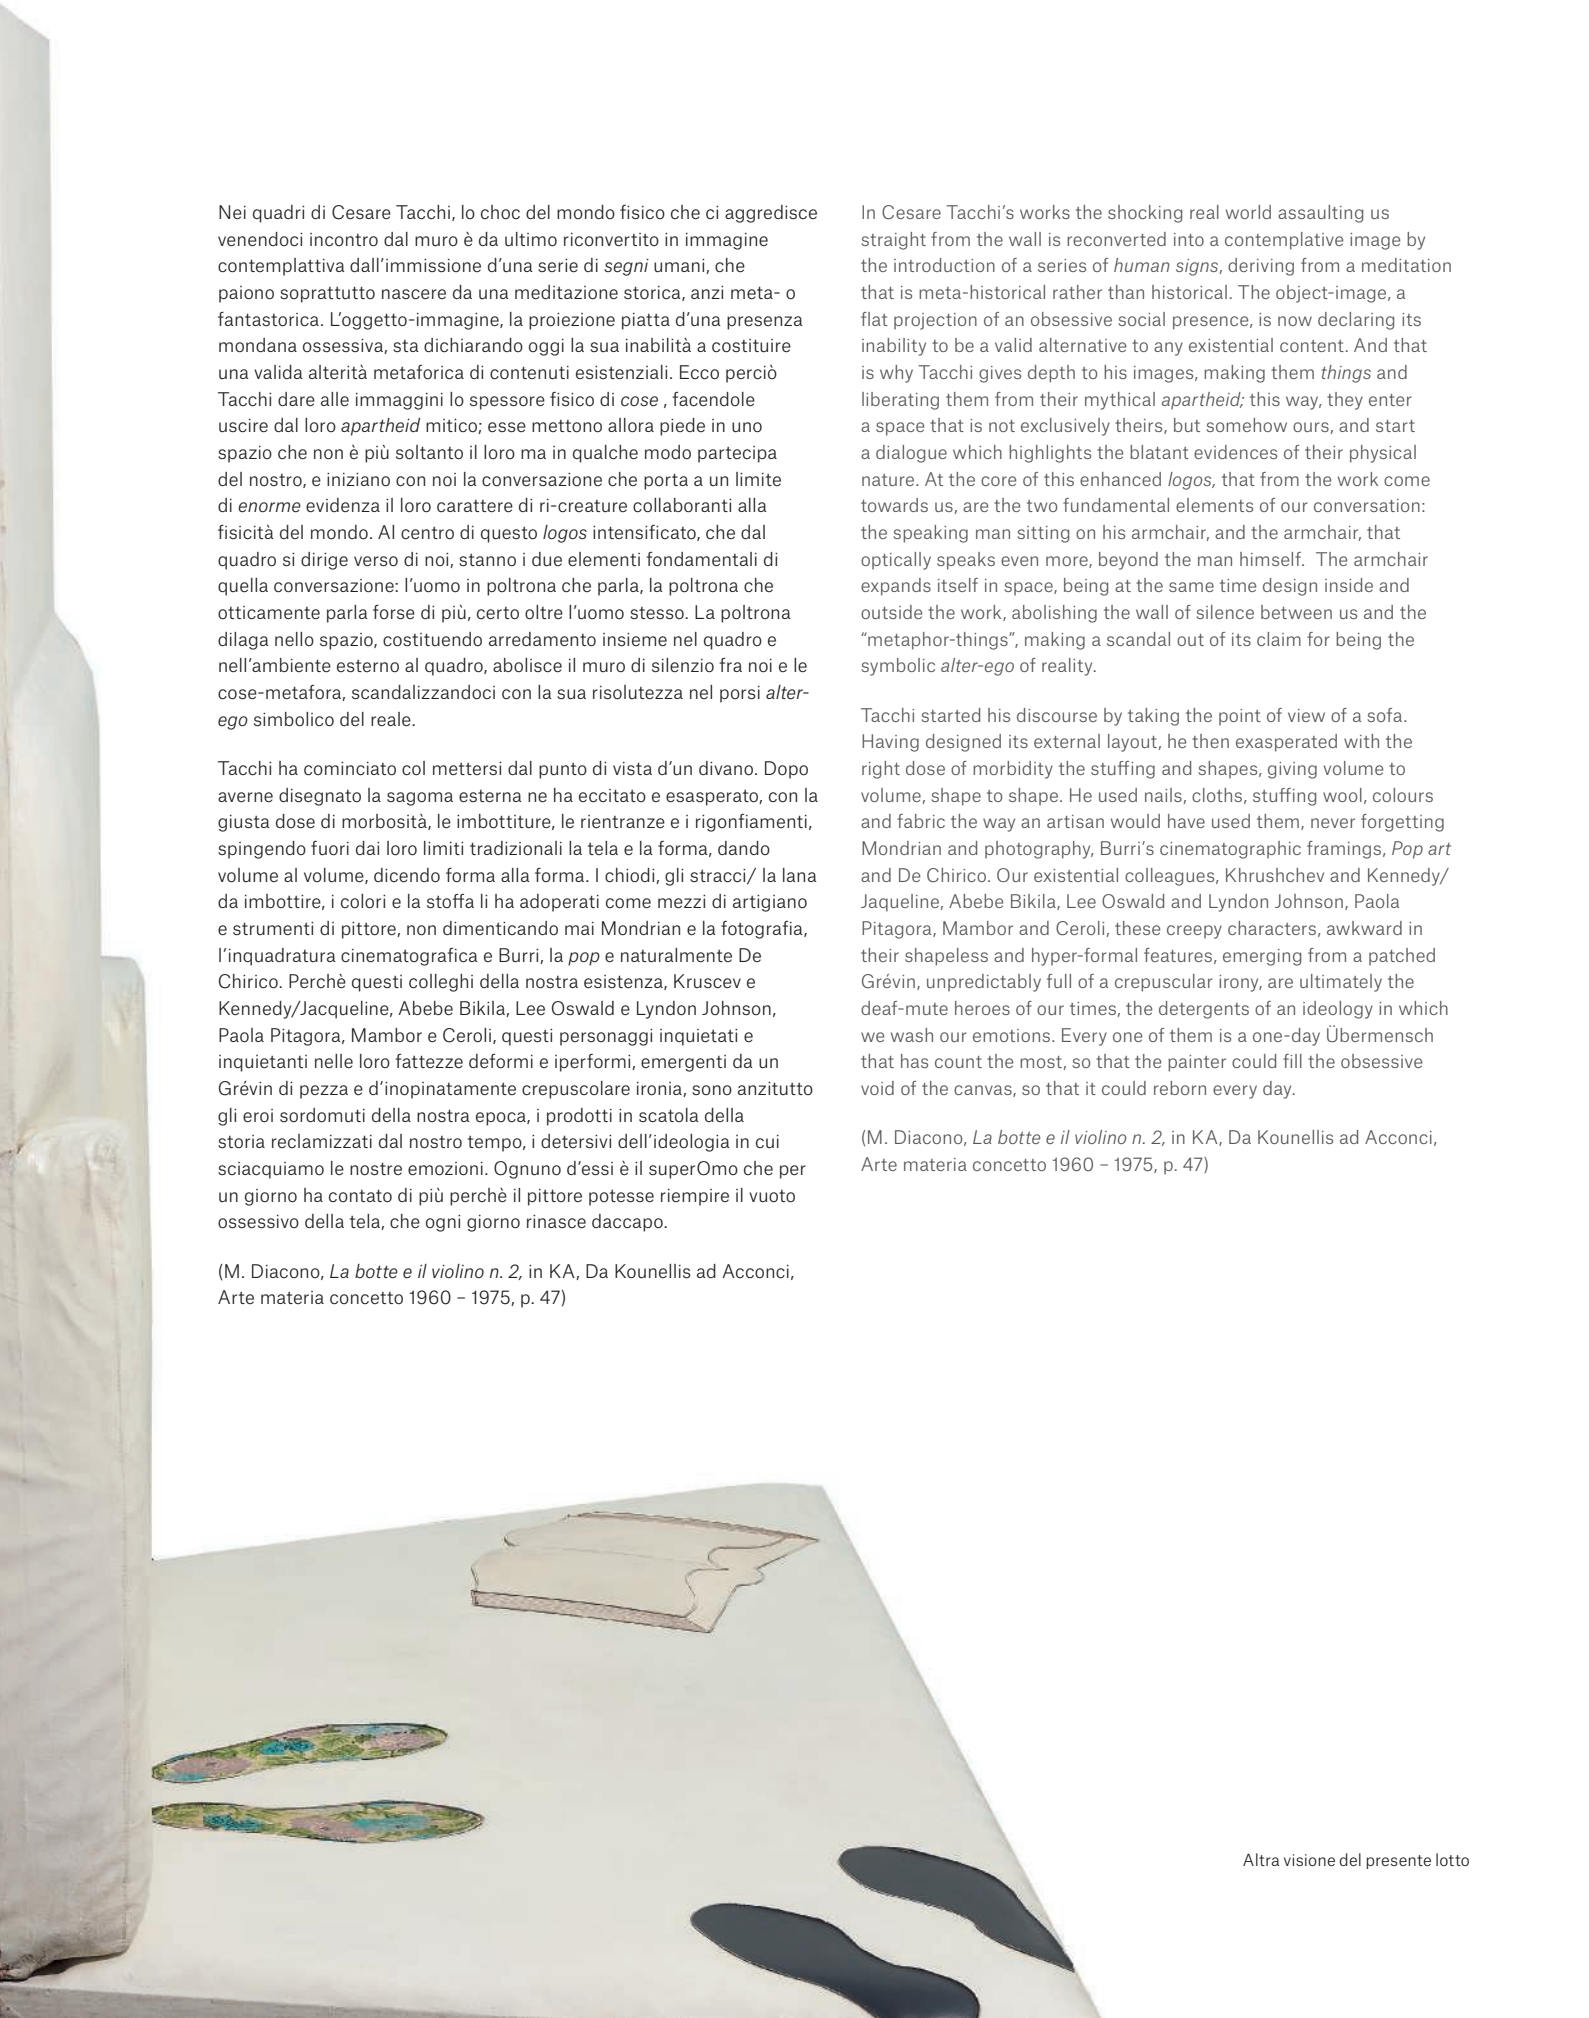 Nei quadri di Cesare Tacchi, lo choc del mondo fisico che ci aggredisce
venendoci incontro dal muro è da ultimo riconvertito in immagine
contemplattiva dall’immissione d’una serie di segni umani, che
paiono soprattutto nascere da una meditazione storica, anzi meta- o
fantastorica. L’oggetto-immagine, la proiezione piatta d’una presenza
mondana ossessiva, sta dichiarando oggi la sua inabilità a costituire
una valida alterità metaforica di contenuti esistenziali. Ecco perciò
Tacchi dare alle immaggini lo spessore fisico di cose , facendole
uscire dal loro apartheid mitico; esse mettono allora piede in uno
spazio che non è più soltanto il loro ma in qualche modo partecipa
del nostro, e iniziano con noi la conversazione che porta a un limite
di enorme evidenza il loro carattere di ri-creature collaboranti alla
fisicità del mondo. Al centro di questo logos intensificato, che dal
quadro si dirige verso di noi, stanno i due elementi fondamentali di
quella conversazione: l’uomo in poltrona che parla, la poltrona che
otticamente parla forse di più, certo oltre l’uomo stesso. La poltrona
dilaga nello spazio, costituendo arredamento insieme nel quadro e
nell’ambiente esterno al quadro, abolisce il muro di silenzio fra noi e le
cose-metafora, scandalizzandoci con la sua risolutezza nel porsi alter-
ego simbolico del reale.
Tacchi ha cominciato col mettersi dal punto di vista d’un divano. Dopo
averne disegnato la sagoma esterna ne ha eccitato e esasperato, con la
giusta dose di morbosità, le imbottiture, le rientranze e i rigonfiamenti,
spingendo fuori dai loro limiti tradizionali la tela e la forma, dando
volume al volume, dicendo forma alla forma. I chiodi, gli stracci/ la lana
da imbottire, i colori e la stoffa li ha adoperati come mezzi di artigiano
e strumenti di pittore, non dimenticando mai Mondrian e la fotografia,
l’inquadratura cinematografica e Burri, la pop e naturalmente De
Chirico. Perchè questi colleghi della nostra esistenza, Kruscev e
Kennedy/Jacqueline, Abebe Bikila, Lee Oswald e Lyndon Johnson,
Paola Pitagora, Mambor e Ceroli, questi personaggi inquietati e
inquietanti nelle loro fattezze deformi e iperformi, emergenti da un
Grévin di pezza e d’inopinatamente crepuscolare ironia, sono anzitutto
gli eroi sordomuti della nostra epoca, i prodotti in scatola della
storia reclamizzati dal nostro tempo, i detersivi dell’ideologia in cui
sciacquiamo le nostre emozioni. Ognuno d’essi è il superOmo che per
un giorno ha contato di più perchè il pittore potesse riempire il vuoto
ossessivo della tela, che ogni giorno rinasce daccapo.
(M. Diacono, La botte e il violino n. 2, in KA, Da Kounellis ad Acconci,
Arte materia concetto 1960 – 1975, p. 47)
In Cesare Tacchi’s works the shocking real world assaulting us
straight from the wall is reconverted into a contemplative image by
the introduction of a series of human signs, deriving from a meditation
that is meta-historical rather than historical. The object-image, a
flat projection of an obsessive social presence, is now declaring its
inability to be a valid alternative to any existential content. And that
is why Tacchi gives depth to his images, making them things and
liberating them from their mythical apartheid; this way, they enter
a space that is not exclusively theirs, but somehow ours, and start
a dialogue which highlights the blatant evidences of their physical
nature. At the core of this enhanced logos, that from the work come
towards us, are the two fundamental elements of our conversation:
the speaking man sitting on his armchair, and the armchair, that
optically speaks even more, beyond the man himself. The armchair
expands itself in space, being at the same time design inside and
outside the work, abolishing the wall of silence between us and the
“metaphor-things”, making a scandal out of its claim for being the
symbolic alter-ego of reality.
Tacchi started his discourse by taking the point of view of a sofa.
Having designed its external layout, he then exasperated with the
right dose of morbidity the stuffing and shapes, giving volume to
volume, shape to shape. He used nails, cloths, stuffing wool, colours
and fabric the way an artisan would have used them, never forgetting
Mondrian and photography, Burri’s cinematographic framings, Pop art
and De Chirico. Our existential colleagues, Khrushchev and Kennedy/
Jaqueline, Abebe Bikila, Lee Oswald and Lyndon Johnson, Paola
Pitagora, Mambor and Ceroli, these creepy characters, awkward in
their shapeless and hyper-formal features, emerging from a patched
Grévin, unpredictably full of a crepuscular irony, are ultimately the
deaf-mute heroes of our times, the detergents of an ideology in which
we wash our emotions. Every one of them is a one-day Übermensch
that has count the most, so that the painter could fill the obsessive
void of the canvas, so that it could reborn every day.
(M. Diacono, La botte e il violino n. 2, in KA, Da Kounellis ad Acconci,
Arte materia concetto 1960 – 1975, p. 47)
Altra visione del presente lotto